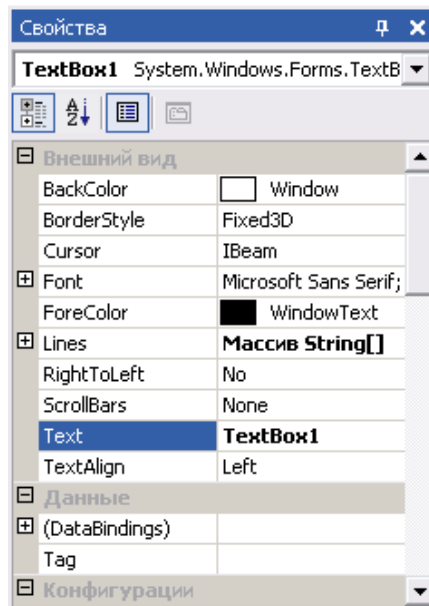 Свойства
TextBox1 System.Windows.Forms.TextB
Внешний вид
BackColor Window
BorderStyle Fixed3D
Cursor IBeam
Font Microsoft Sans Serif;
ForeColor WindowText
Lines Массив String[]
RightToLeft No
ScrollBars None
Text TextBox1
TextAlign Left
Данные
(DataBindings)
Tag
Конфигурации